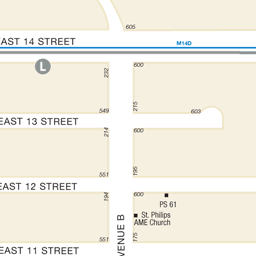 605
EAST 14 STREET
M14D
L
232
600
549
215
603
EAST 13 STREET
214
600
551
195
EAST 12 STREET
194
600
PS 61
St. Philips
AME Church
AVENUE B
551
175
EAST 11 STREET